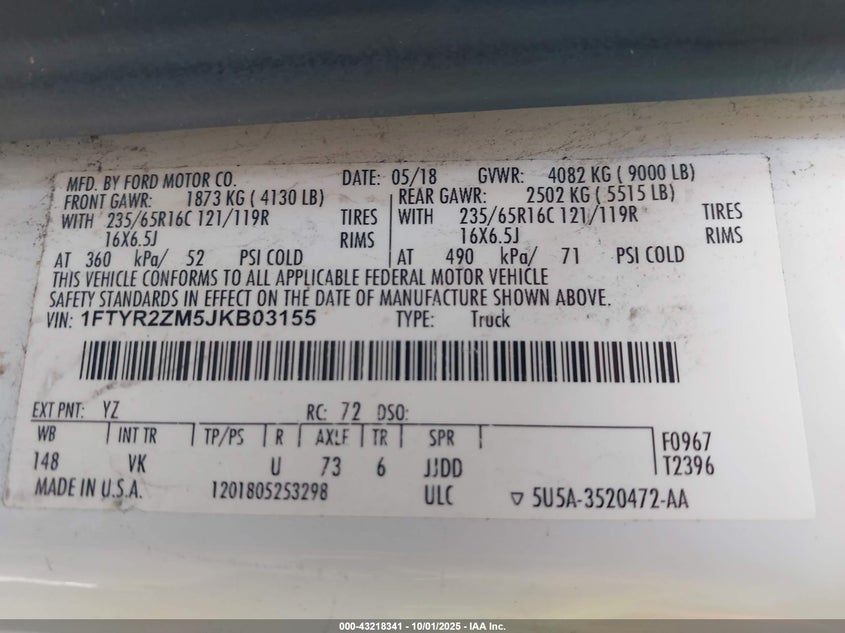 MFD. BY FORD MOTOR CO. DATE: 05/18 GVWR: 4082 KG ( 9000 LB)
FRONT GAWR: 1873 KG ( 4130 LB) REAR GAWR: 2502 KG ( 5515 LB)
WITH 235/65R16C 121/119R TIRES WITH 235/65R16C 121/119R TIRES
16X6.5J RIMS 16X6.5J RIMS
AT 360 kPa/ 52 PSI COLD AT 490 kPa/ 71 PSI COLD
THIS VEHICLE CONFORMS TO ALL APPLICABLE FEDERAL MOTOR VEHICLE
SAFETY STANDARDS IN EFFECT ON THE DATE OF MANUFACTURE SHOWN ABOVE.
VIN: 1FTYR2ZM5JKB03155 TYPE: Truck
EXT PNT: YZ RC: 72 DSO:
WB INT TR TP/PS R AXLE TR SPR F0967
148 VK U 73 6 JJDD T2396
MADE IN U.S.A. 1201805253298 ULC ▽ 5U5A-3520472-AA
000-43218341 - 10/01/2025 - IAA Inc.